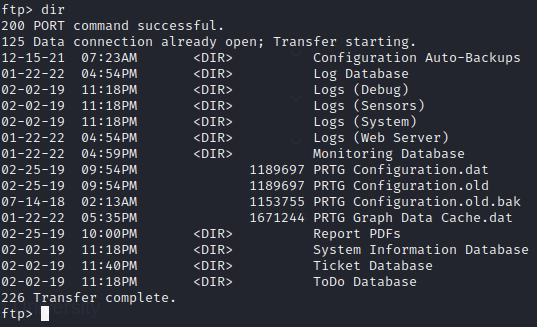 ftp> dir
200 PORT command successful.
125 Data connection already open; Transfer starting.
12-15-21  07:23AM       <DIR>          Configuration Auto-Backups
01-22-22  04:54PM       <DIR>          Log Database
02-02-19  11:18PM       <DIR>          Logs (Debug)
02-02-19  11:18PM       <DIR>          Logs (Sensors)
02-02-19  11:18PM       <DIR>          Logs (System)
01-22-22  04:54PM       <DIR>          Logs (Web Server)
01-22-22  04:59PM       <DIR>          Monitoring Database
02-25-19  09:54PM              1189697 PRTG Configuration.dat
02-25-19  09:54PM              1189697 PRTG Configuration.old
07-14-18  02:13AM              1153755 PRTG Configuration.old.bak
01-22-22  05:35PM              1671244 PRTG Graph Data Cache.dat
02-25-19  10:00PM       <DIR>          Report PDFs
02-02-19  11:18PM       <DIR>          System Information Database
02-02-19  11:40PM       <DIR>          Ticket Database
02-02-19  11:18PM       <DIR>          ToDo Database
226 Transfer complete.
ftp>